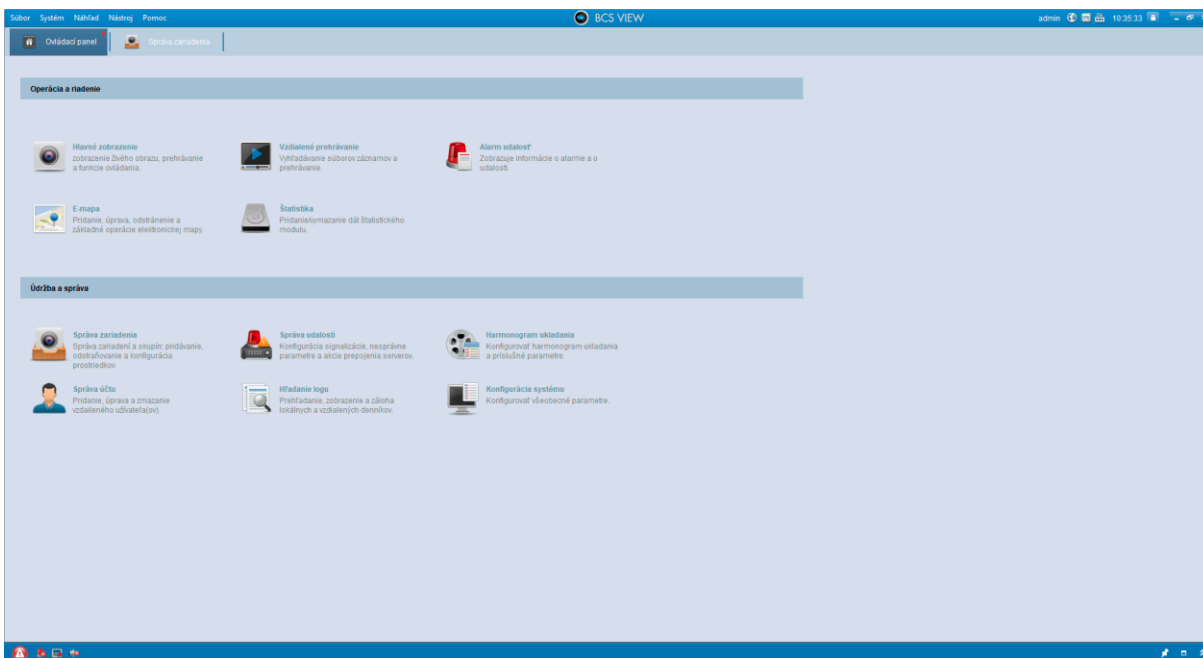 Súbor Systém Náhľad Nástroj Pomoc
BCS VIEW
admin 10:35:33
Ovládací panel
Správa zariadenia
Operácia a riadenie
Hlavné zobrazenie
zobrazenie živého obrazu, prehrávanie
a funkcie ovládania.
Vzdialené prehrávanie
Vyhľadávanie súborov záznamov a
prehrávanie.
Alarm udalosť
Zobrazuje informácie o alarme a o
udalosti.
E-mapa
Pridanie, úprava, odstránenie a
základné operácie elektronickej mapy.
Štatistika
Pridanie/vymazanie dát štatistického
modulu.
Údržba a správa
Správa zariadenia
Správa zariadení a skupín: pridávanie,
odstraňovanie a konfigurácia
prostriedkov.
Správa udalostí
Konfigurácia signalizácie, nesprávne
parametre a akcie prepojenia serverov.
Harmonogram ukladania
Konfigurovať harmonogram ukladania
a príslušné parametre.
Správa účtu
Pridanie, úprava a zmazanie
vzdialeného užívateľa(ov).
Hľadanie logu
Prehľadanie, zobrazenie a záloha
lokálnych a vzdialených denníkov.
Konfigurácia systému
Konfigurovať všeobecné parametre.